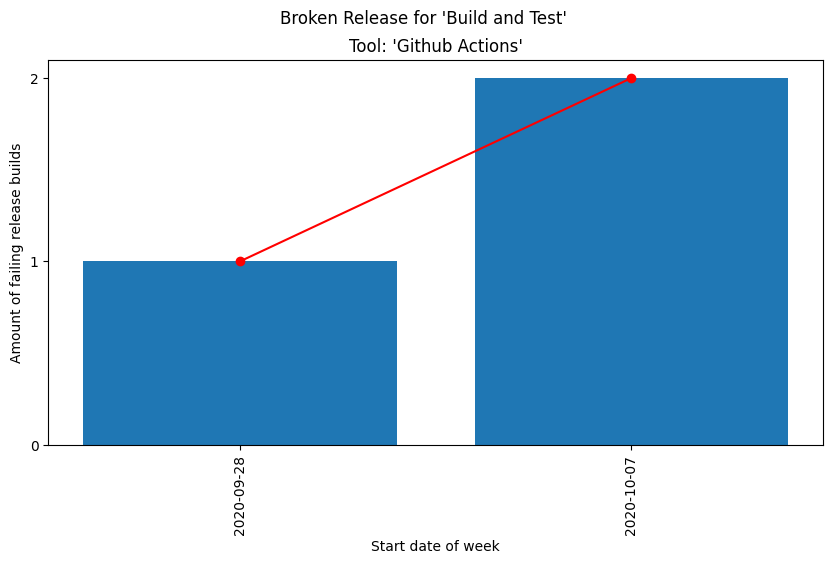 Broken Release for 'Build and Test'
Tool: 'Github Actions'
Amount of failing release builds
2
1
0
2020-09-28
2020-10-07
Start date of week